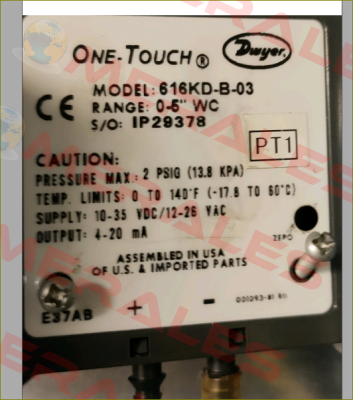 ONE-TOUCH®
Dwyer
MODEL: 616KD-B-03
RANGE: 0-5" WC
S/O: IP29378
CE
PT1
CAUTION:
PRESSURE MAX.: 2 PSIG (13.8 KPA)
TEMP. LIMITS: 0 TO 140°F (-17.8 TO 60°C)
SUPPLY: 10-35 VDC/12-26 VAC
OUTPUT: 4-20 mA
ZERO
ASSEMBLED IN USA
OF U.S. & IMPORTED PARTS
E37AB
+
-